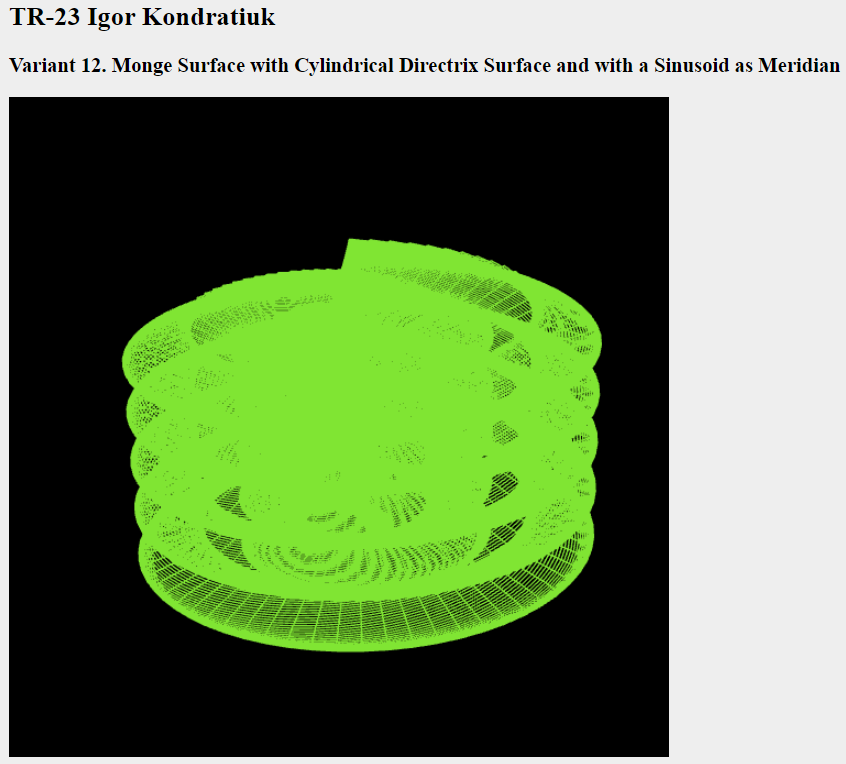 TR-23 Igor Kondratiuk
Variant 12. Monge Surface with Cylindrical Directrix Surface and with a Sinusoid as Meridian